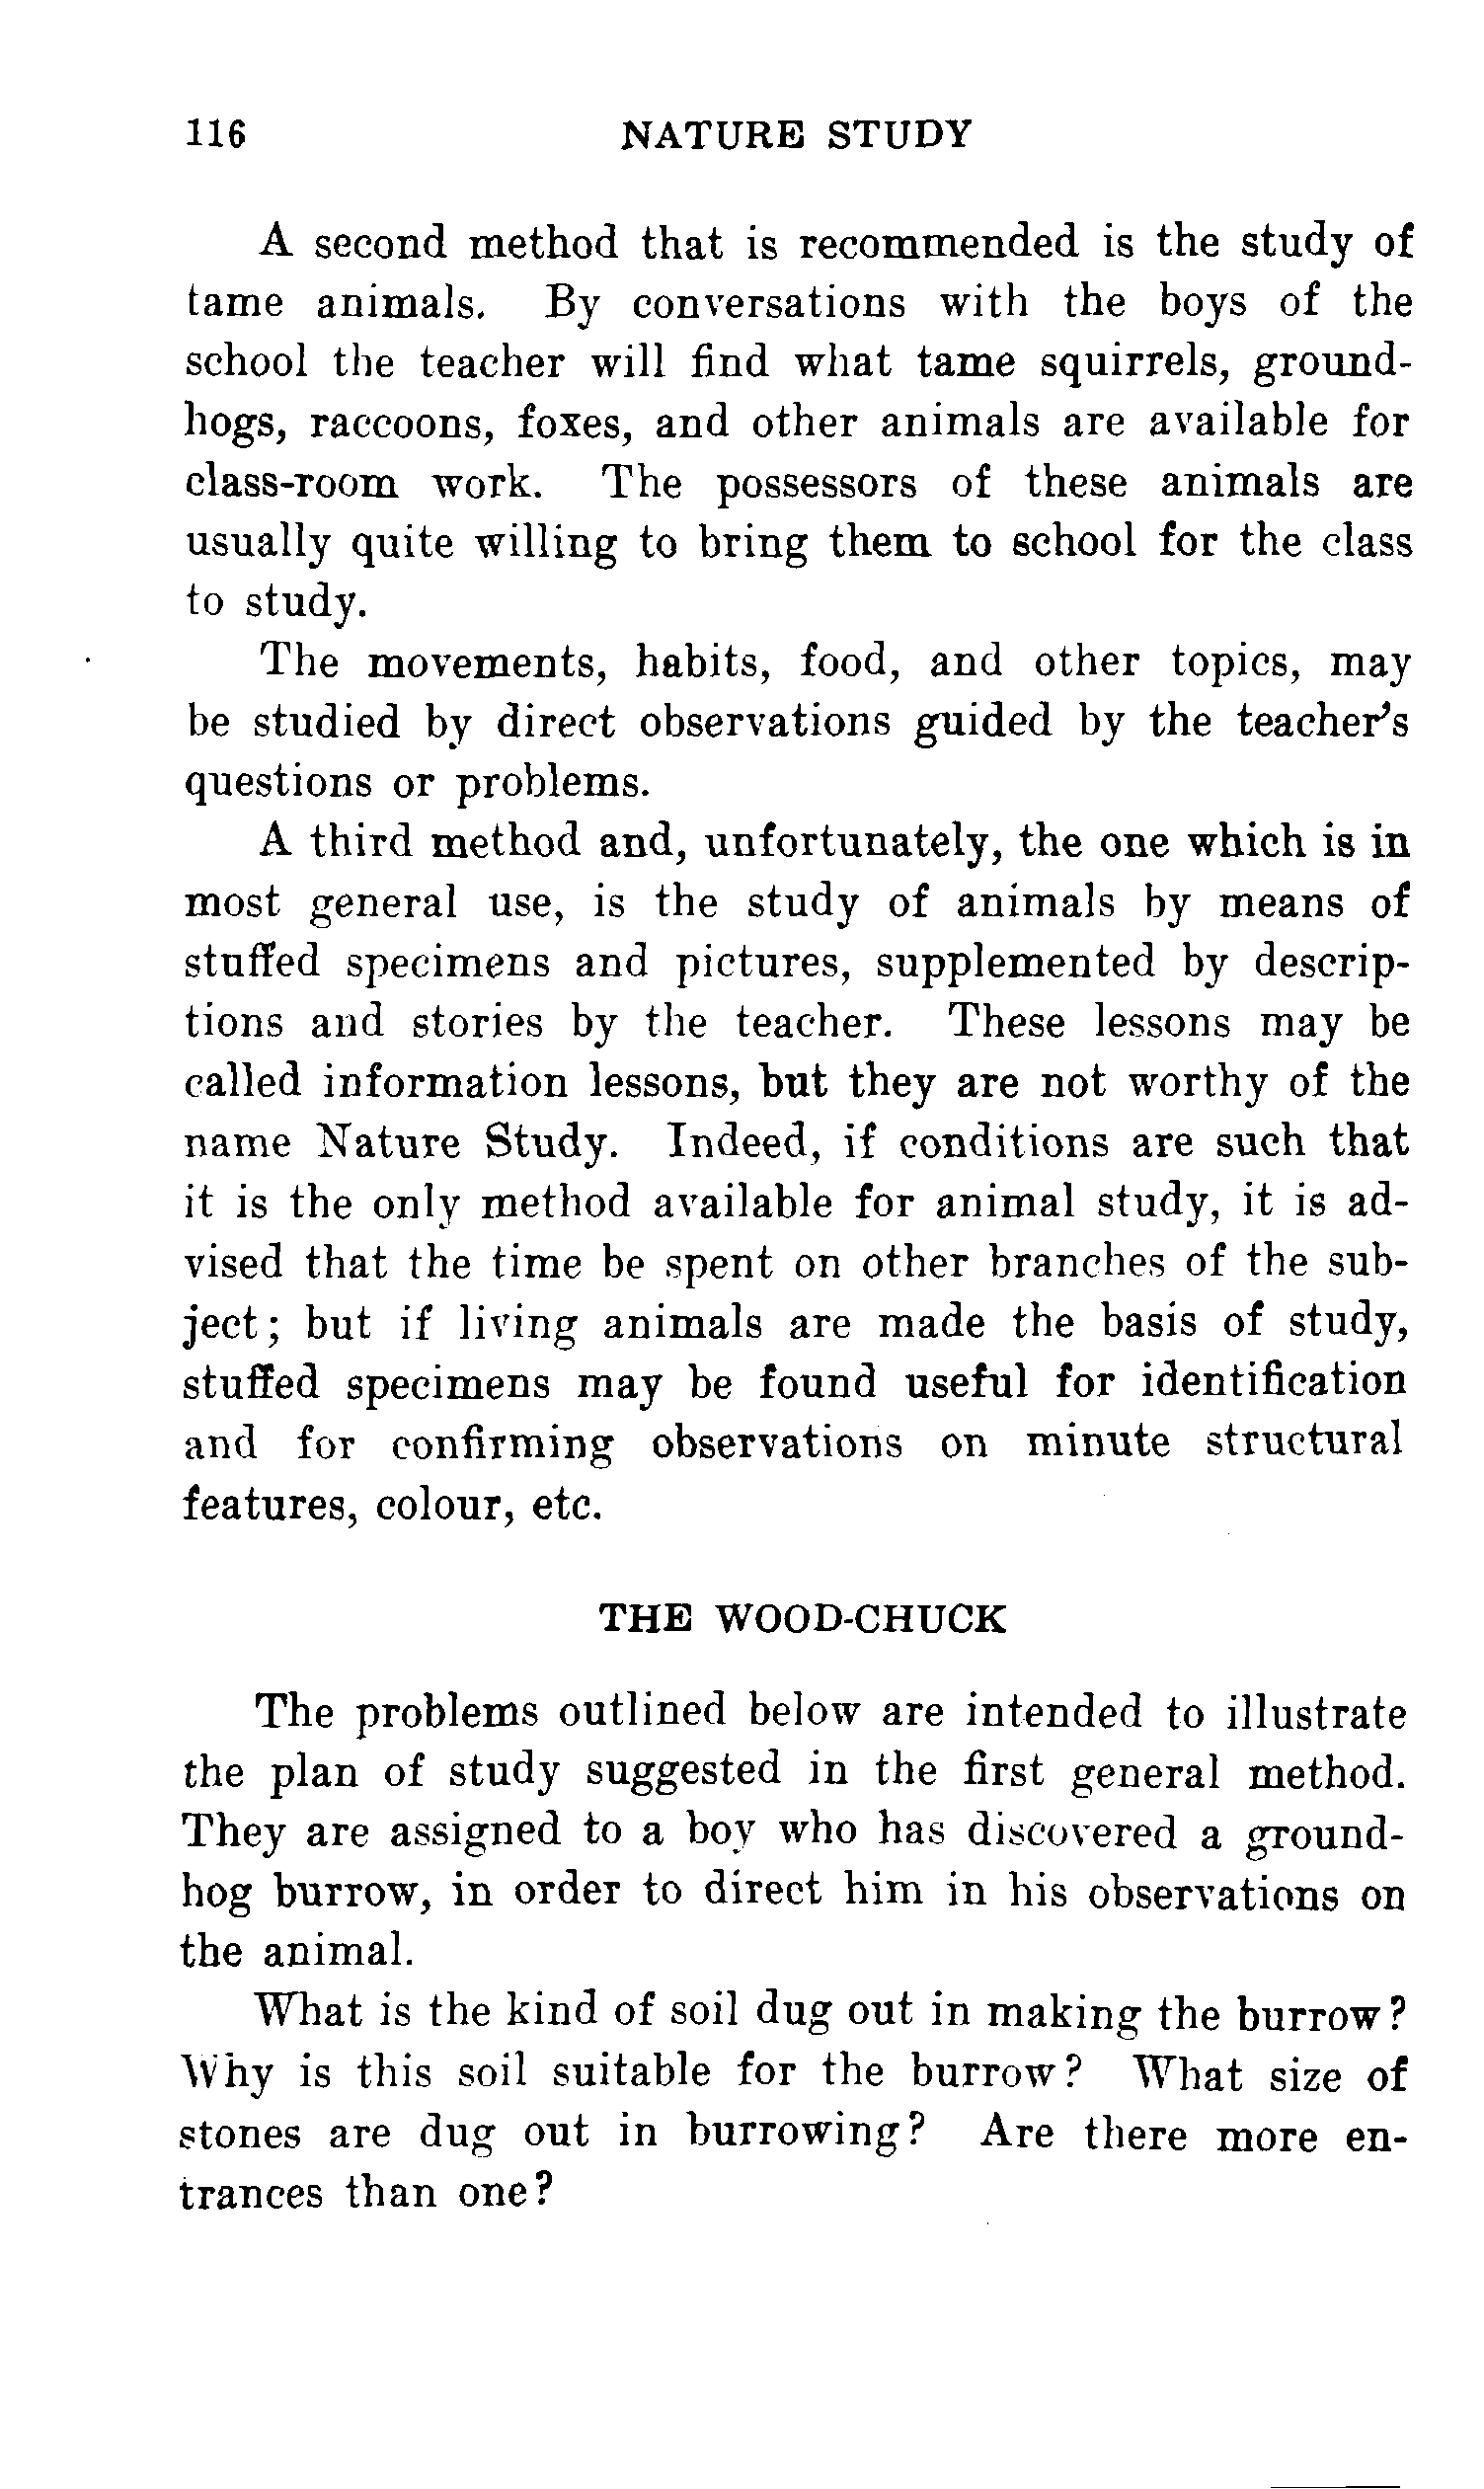 116 NATURE STUDY
A second method that is recommended is the study of
tame animals. By conversations with the boys of the
school the teacher will find what tame squirrels, ground-
hogs, raccoons, foxes, and other animals are available for
class-room work. The possessors of these animals are
usually quite willing to bring them to school for the class
to study.
The movements, habits, food, and other topics, may
be studied by direct observations guided by the teacher's
questions or problems.
A third method and, unfortunately, the one which is in
most general use, is the study of animals by means of
stuffed specimens and pictures, supplemented by descrip-
tions and stories by the teacher. These lessons may be
called information lessons, but they are not worthy of the
name Nature Study. Indeed, if conditions are such that
it is the only method available for animal study, it is ad-
vised that the time be spent on other branches of the sub-
ject; but if living animals are made the basis of study,
stuffed specimens may be found useful for identification
and for confirming observations on minute structural
features, colour, etc.
THE WOOD-CHUCK
The problems outlined below are intended to illustrate
the plan of study suggested in the first general method.
They are assigned to a boy who has discovered a ground-
hog burrow, in order to direct him in his observations on
the animal.
What is the kind of soil dug out in making the burrow?
Why is this soil suitable for the burrow? What size of
stones are dug out in burrowing? Are there more en-
trances than one?